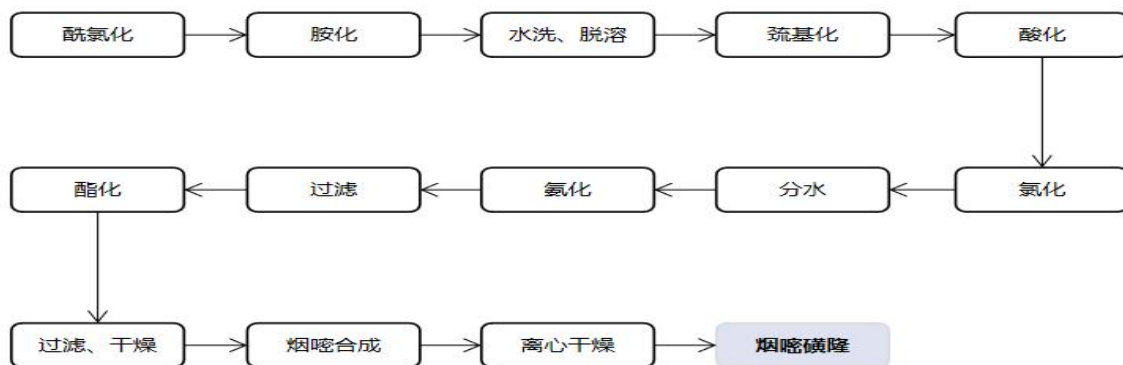 酰氯化
胺化
水洗、脱溶
巯基化
酸化
酯化
过滤
氨化
分水
氯化
过滤、干燥
烟嘧合成
离心干燥
烟嘧磺隆